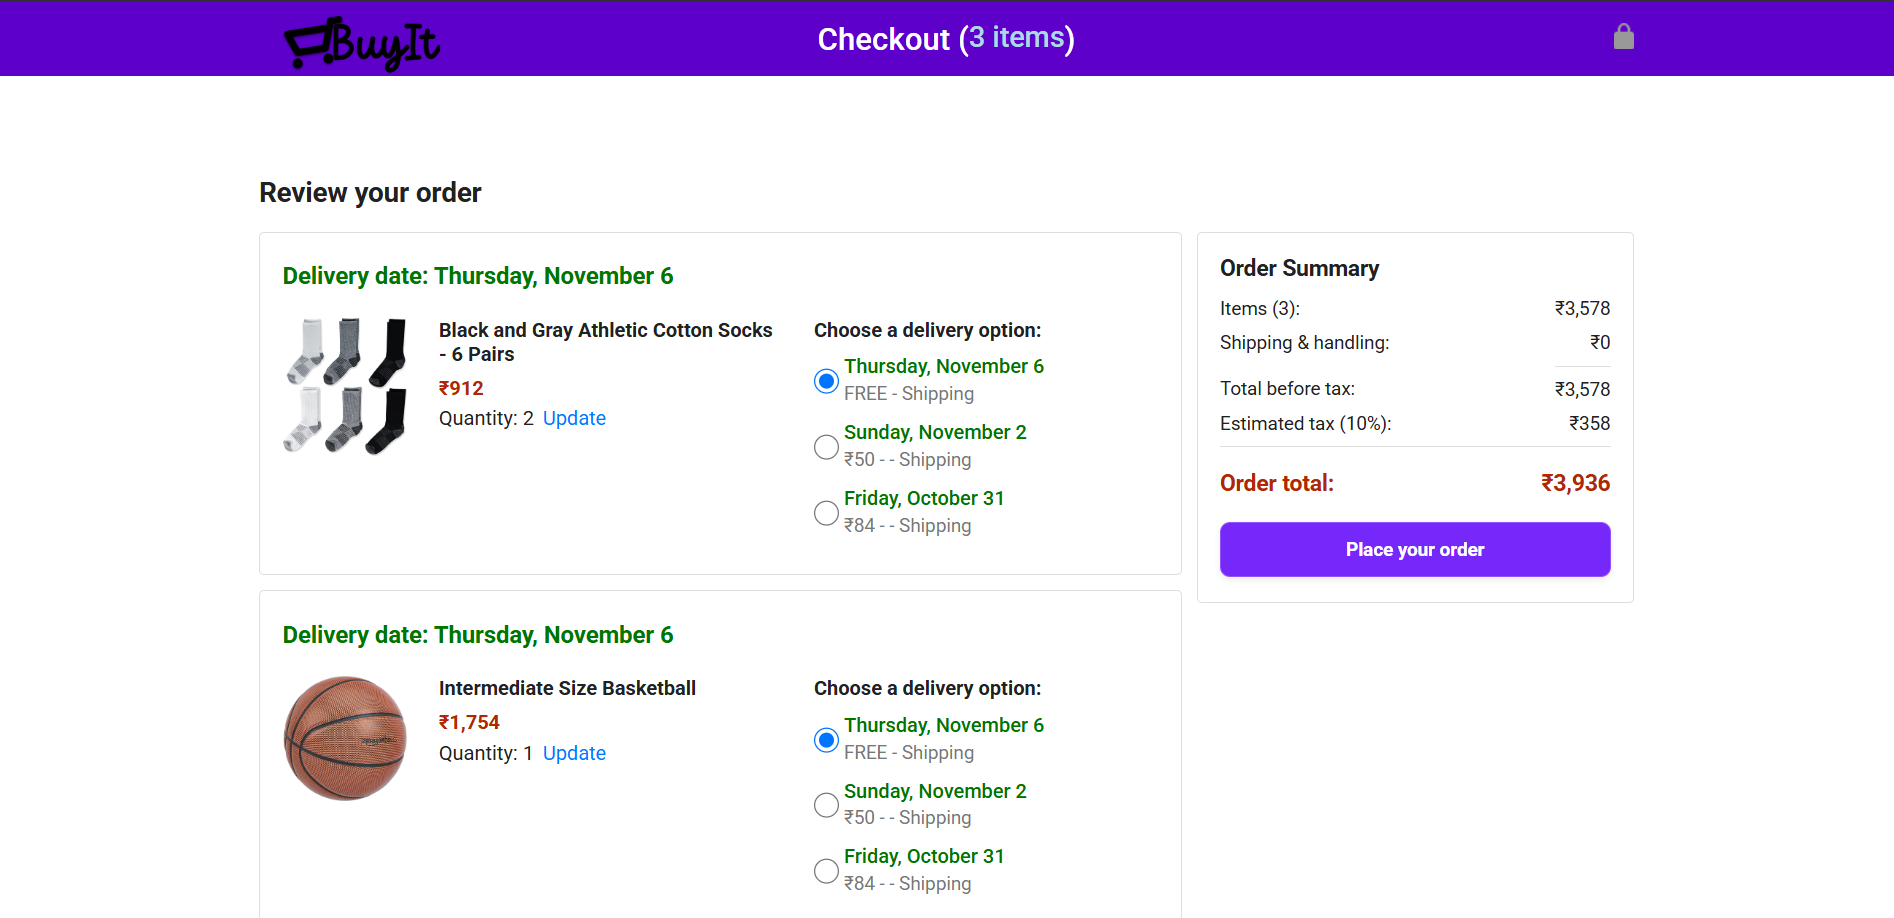 BuyIt
Checkout (3 items)
Review your order
Delivery date: Thursday, November 6
Black and Gray Athletic Cotton Socks
- 6 Pairs
₹912
Quantity: 2 Update
Choose a delivery option:
Thursday, November 6
FREE - Shipping
Sunday, November 2
₹50 - - Shipping
Friday, October 31
₹84 - - Shipping
Delivery date: Thursday, November 6
Intermediate Size Basketball
₹1,754
Quantity: 1 Update
Choose a delivery option:
Thursday, November 6
FREE - Shipping
Sunday, November 2
₹50 - - Shipping
Friday, October 31
₹84 - - Shipping
Order Summary
Items (3): ₹3,578
Shipping & handling: ₹0
Total before tax: ₹3,578
Estimated tax (10%): ₹358
Order total: ₹3,936
Place your order